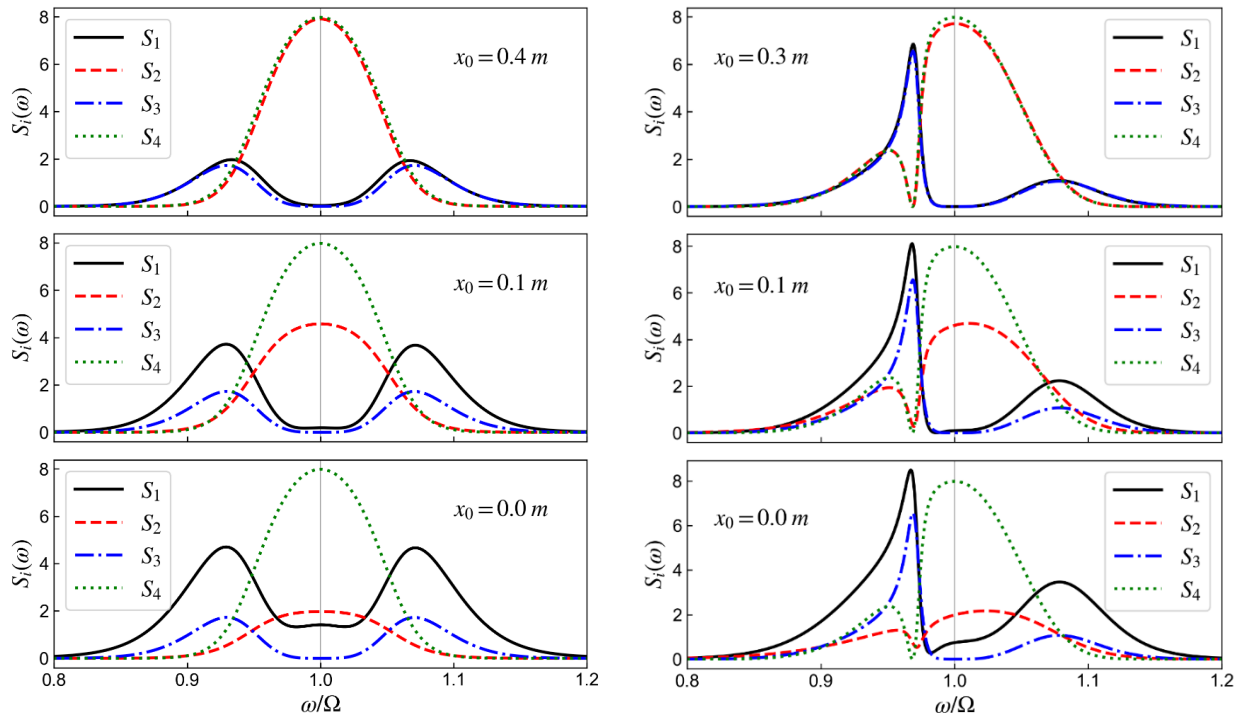 8
6
4
2
0
Sᵢ(ω)
S₁
S₂
S₃
S₄
x₀ = 0.4 m
8
6
4
2
0
Sᵢ(ω)
S₁
S₂
S₃
S₄
x₀ = 0.1 m
8
6
4
2
0
Sᵢ(ω)
S₁
S₂
S₃
S₄
x₀ = 0.0 m
0.8 0.9 1.0 1.1 1.2
ω/Ω
8
6
4
2
0
Sᵢ(ω)
x₀ = 0.3 m
S₁
S₂
S₃
S₄
8
6
4
2
0
Sᵢ(ω)
x₀ = 0.1 m
S₁
S₂
S₃
S₄
8
6
4
2
0
Sᵢ(ω)
x₀ = 0.0 m
S₁
S₂
S₃
S₄
0.8 0.9 1.0 1.1 1.2
ω/Ω